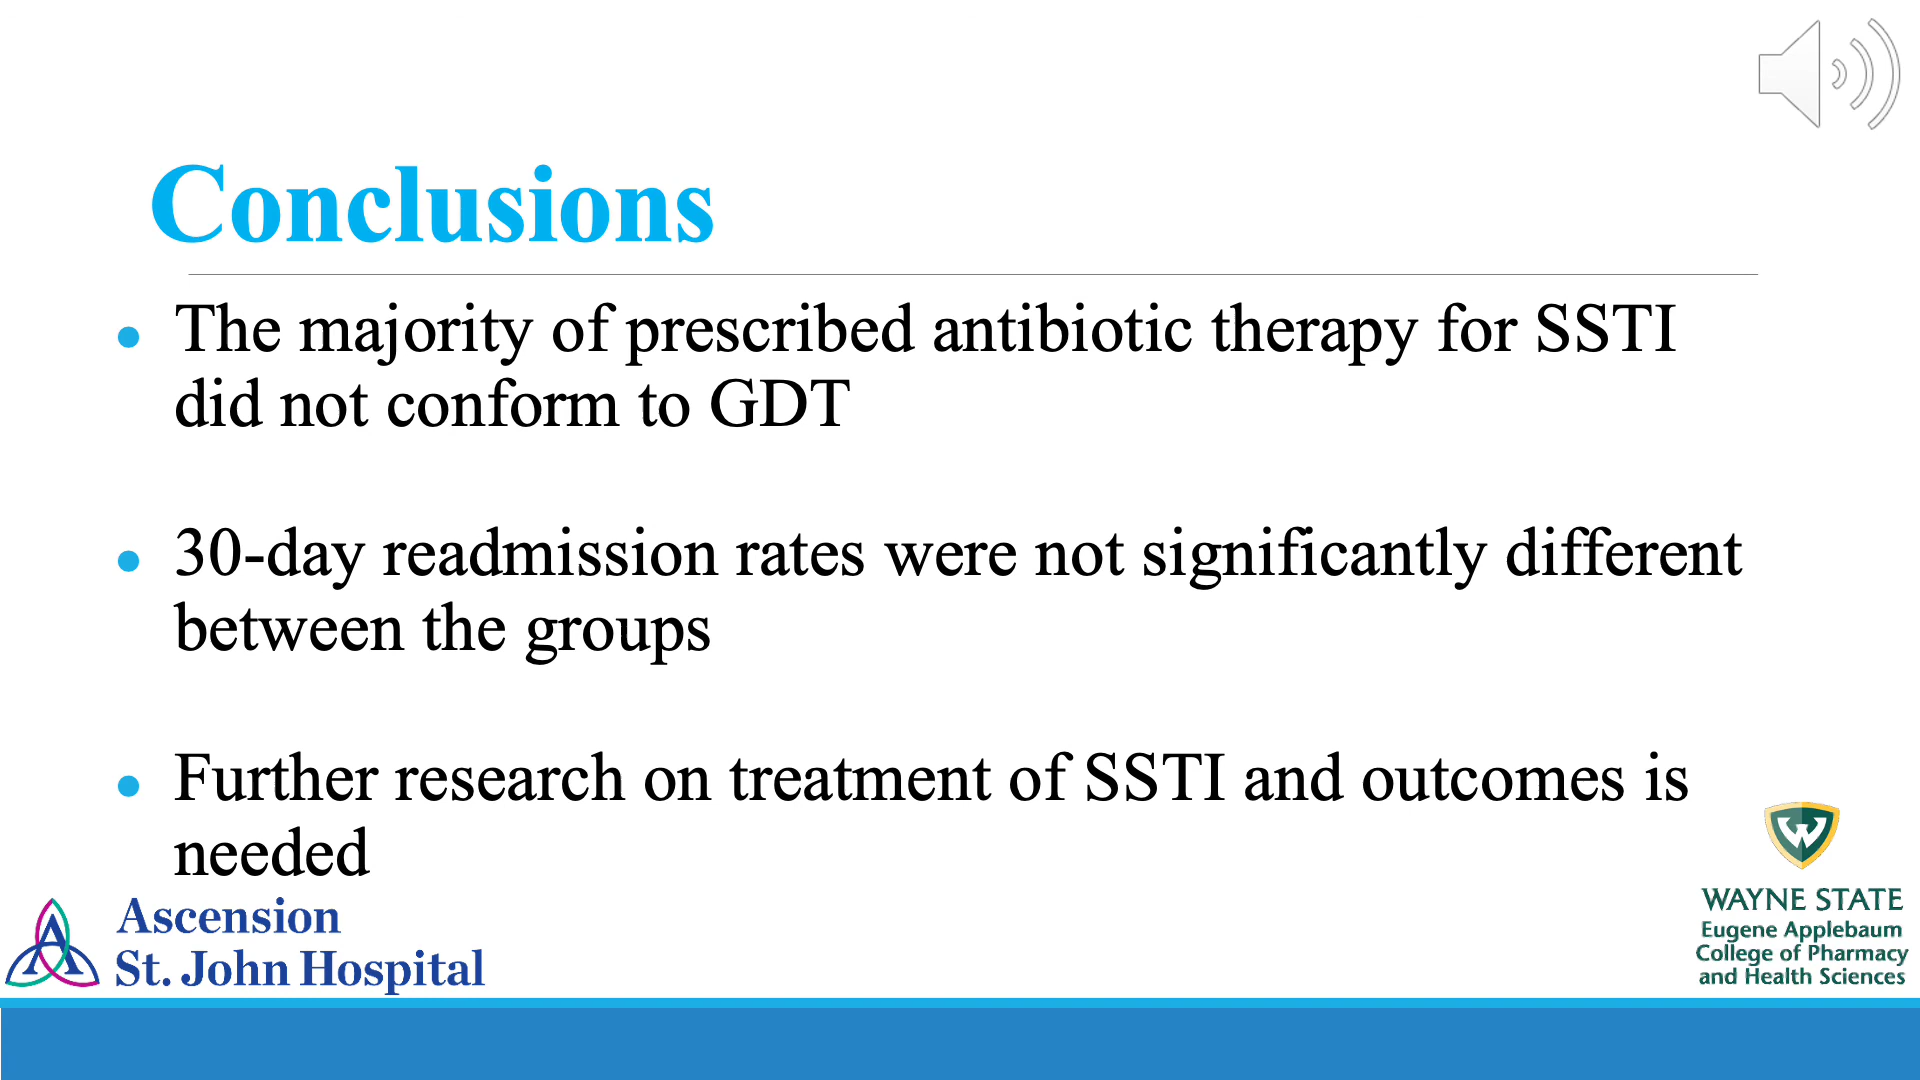 Conclusions
• The majority of prescribed antibiotic therapy for SSTI
did not conform to GDT
• 30-day readmission rates were not significantly different
between the groups
• Further research on treatment of SSTI and outcomes is
needed
Ascension
St. John Hospital
WAYNE STATE
Eugene Applebaum
College of Pharmacy
and Health Sciences